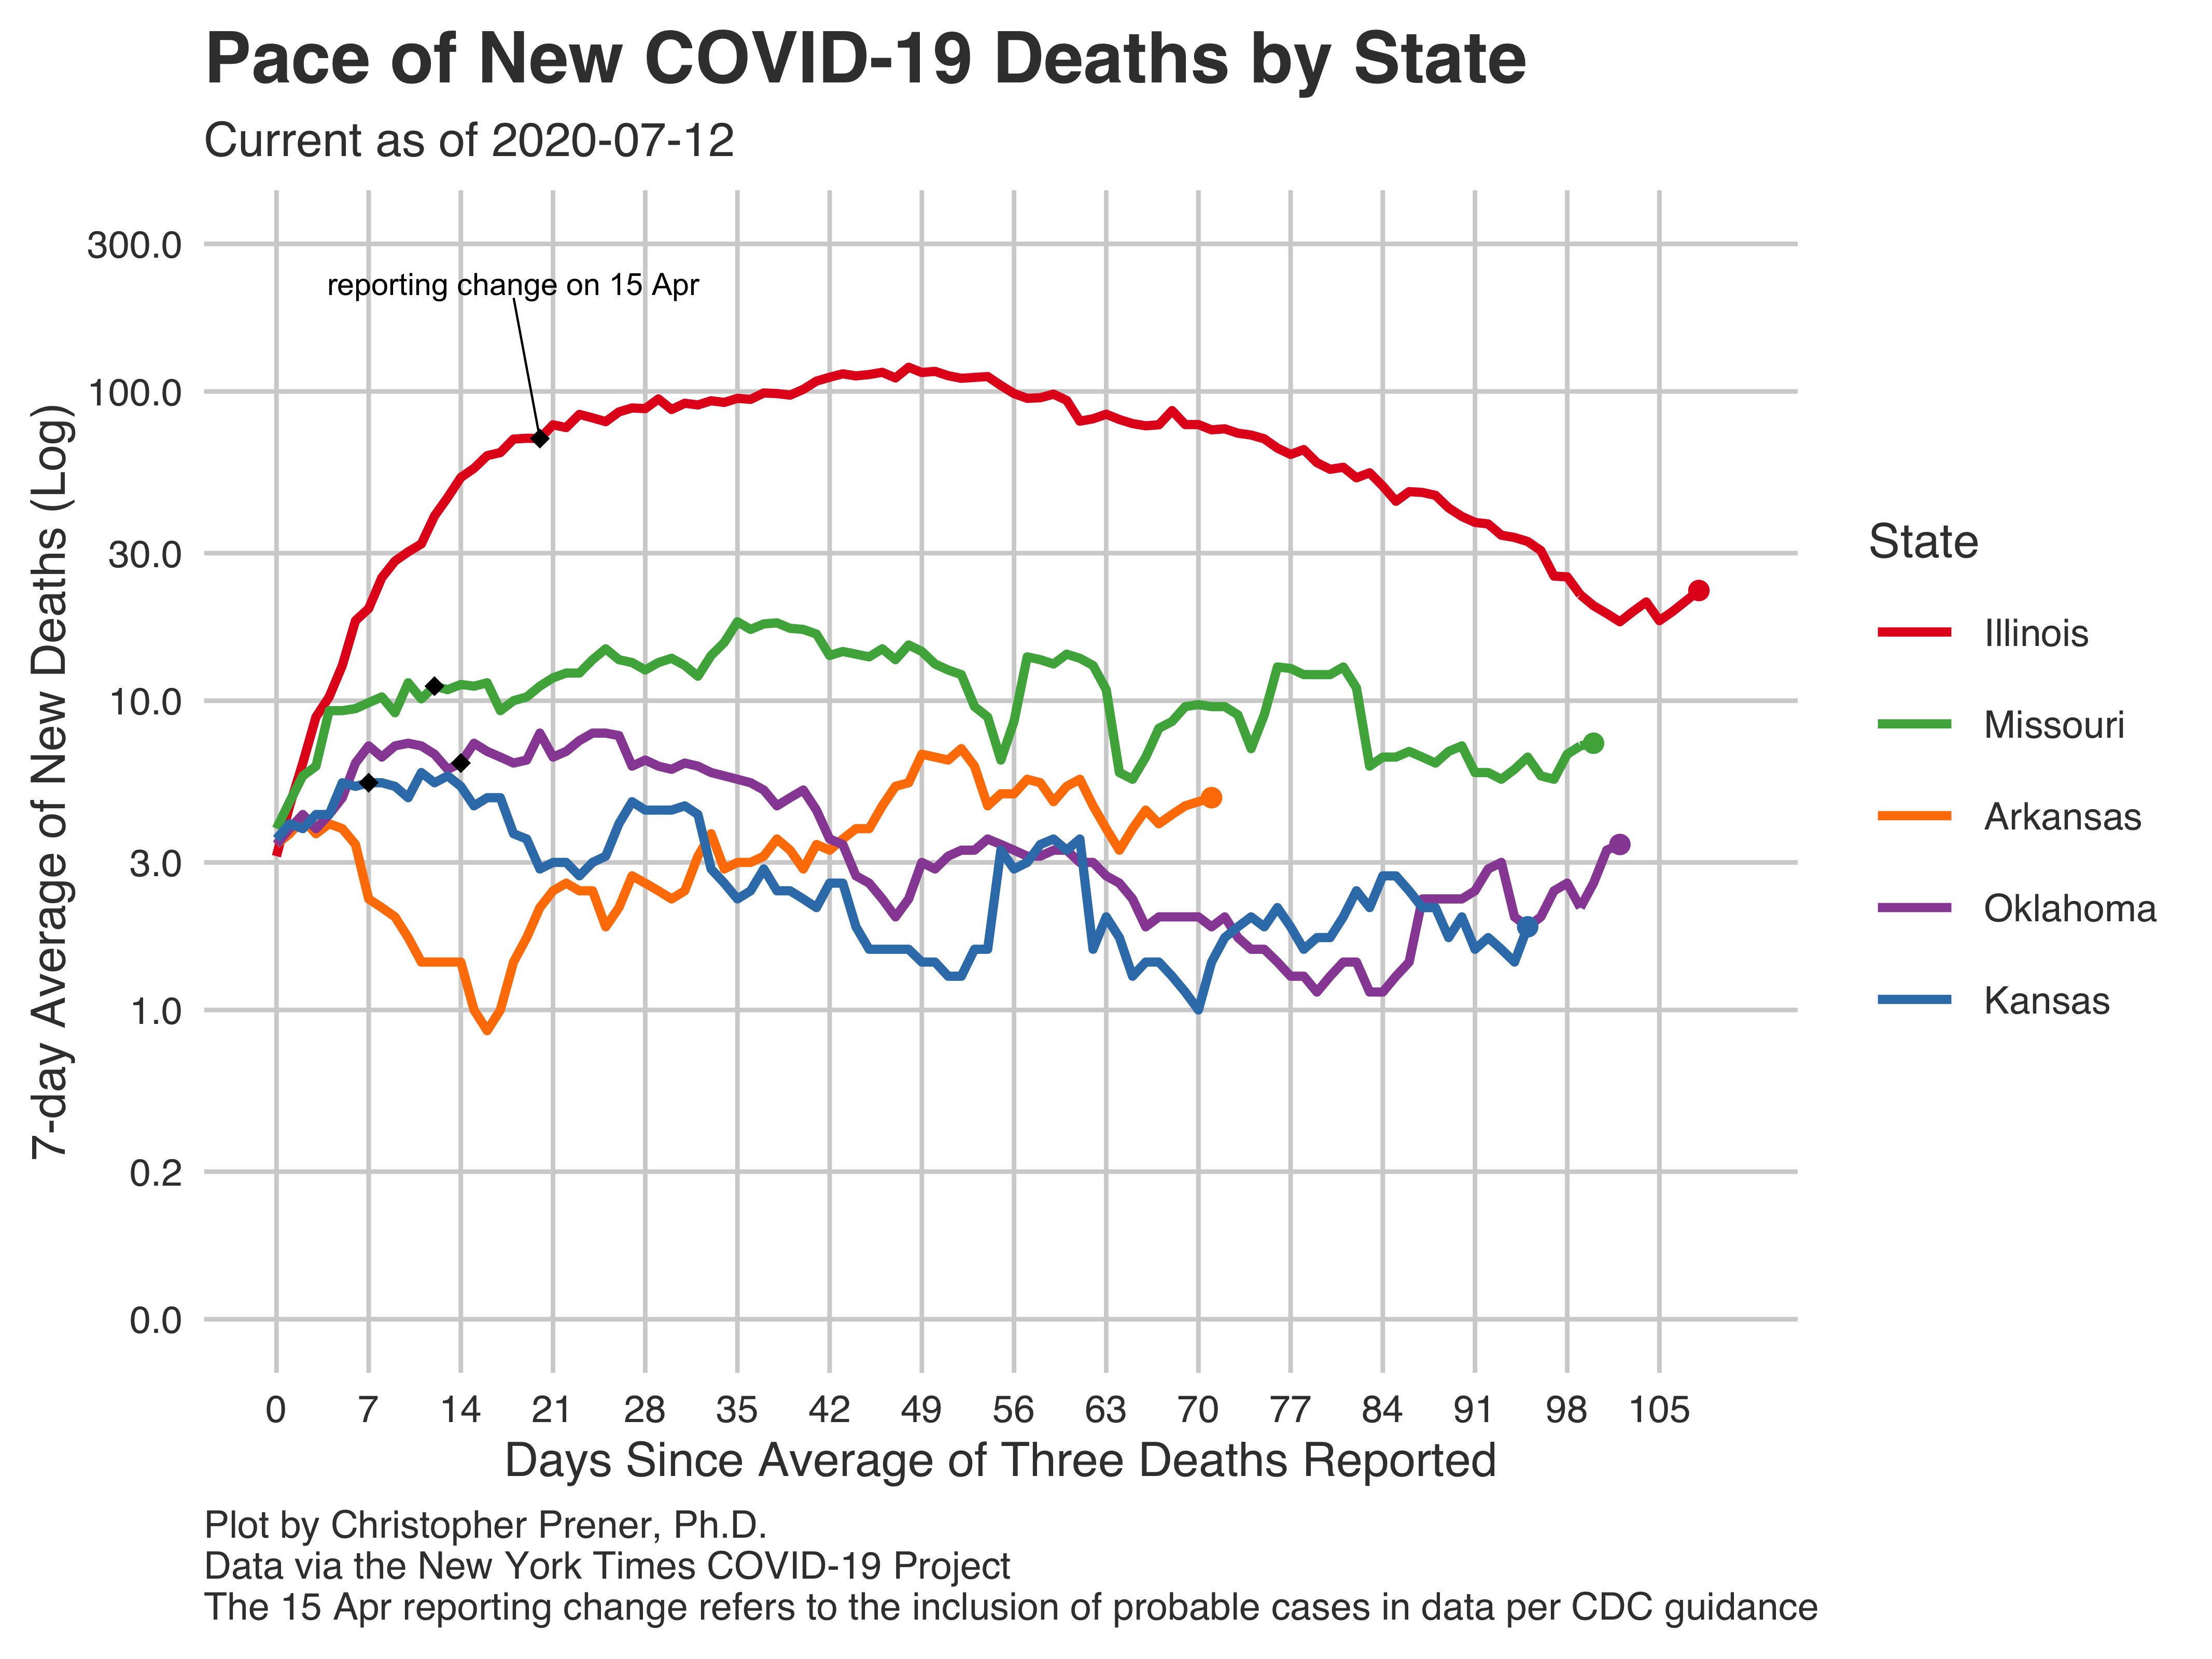 Pace of New COVID-19 Deaths by State
Current as of 2020-07-12
300.0
reporting change on 15 Apr
100.0
30.0
10.0
3.0
1.0
0.2
0.0
7-day Average of New Deaths (Log)
0 7 14 21 28 35 42 49 56 63 70 77 84 91 98 105
Days Since Average of Three Deaths Reported
State
Illinois
Missouri
Arkansas
Oklahoma
Kansas
Plot by Christopher Prener, Ph.D.
Data via the New York Times COVID-19 Project
The 15 Apr reporting change refers to the inclusion of probable cases in data per CDC guidance